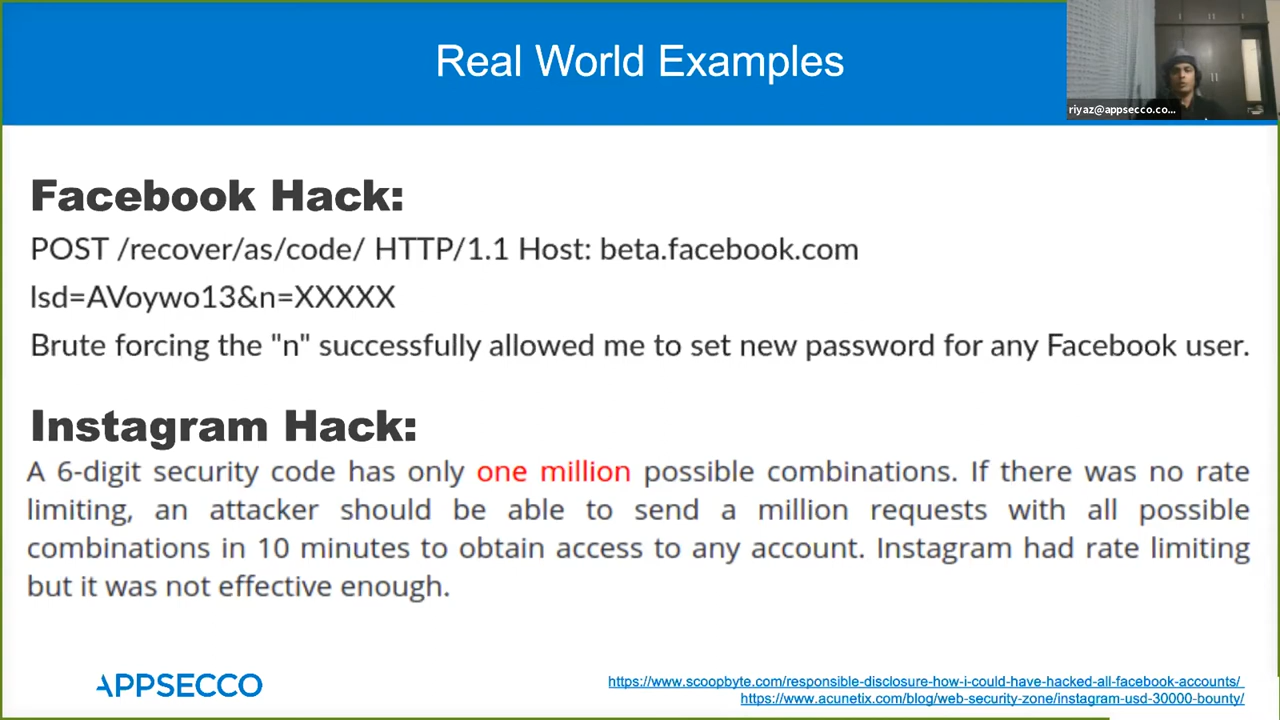 Real World Examples
riyaz@appsecco.co...
Facebook Hack:
POST /recover/as/code/ HTTP/1.1 Host: beta.facebook.com
lsd=AVoywo13&n=XXXXX
Brute forcing the "n" successfully allowed me to set new password for any Facebook user.
Instagram Hack:
A 6-digit security code has only one million possible combinations. If there was no rate
limiting, an attacker should be able to send a million requests with all possible
combinations in 10 minutes to obtain access to any account. Instagram had rate limiting
but it was not effective enough.
APPSECCO
https://www.scoopbyte.com/responsible-disclosure-how-i-could-have-hacked-all-facebook-accounts/
https://www.acunetix.com/blog/web-security-zone/instagram-usd-30000-bounty/